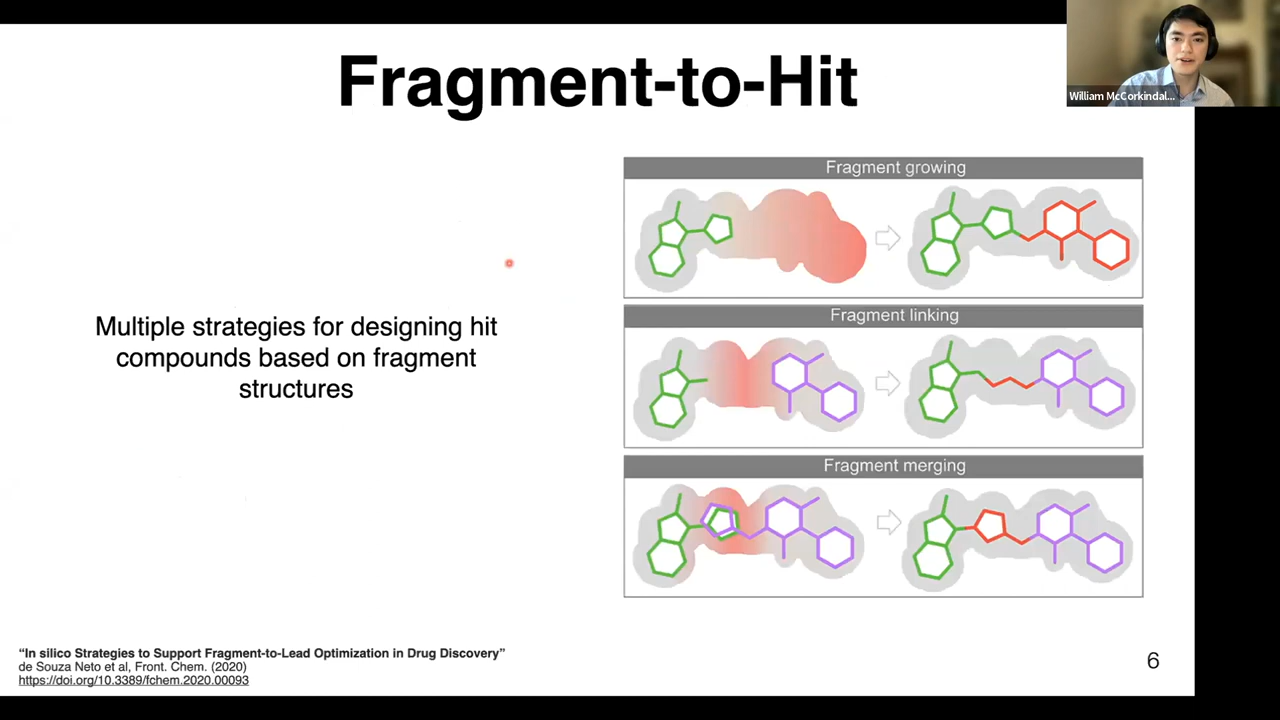 Fragment-to-Hit
William McCorkindal...
Fragment growing
Multiple strategies for designing hit
compounds based on fragment
structures
Fragment linking
Fragment merging
“In silico Strategies to Support Fragment-to-Lead Optimization in Drug Discovery”
de Souza Neto et al, Front. Chem. (2020)
https://doi.org/10.3389/fchem.2020.00093
6